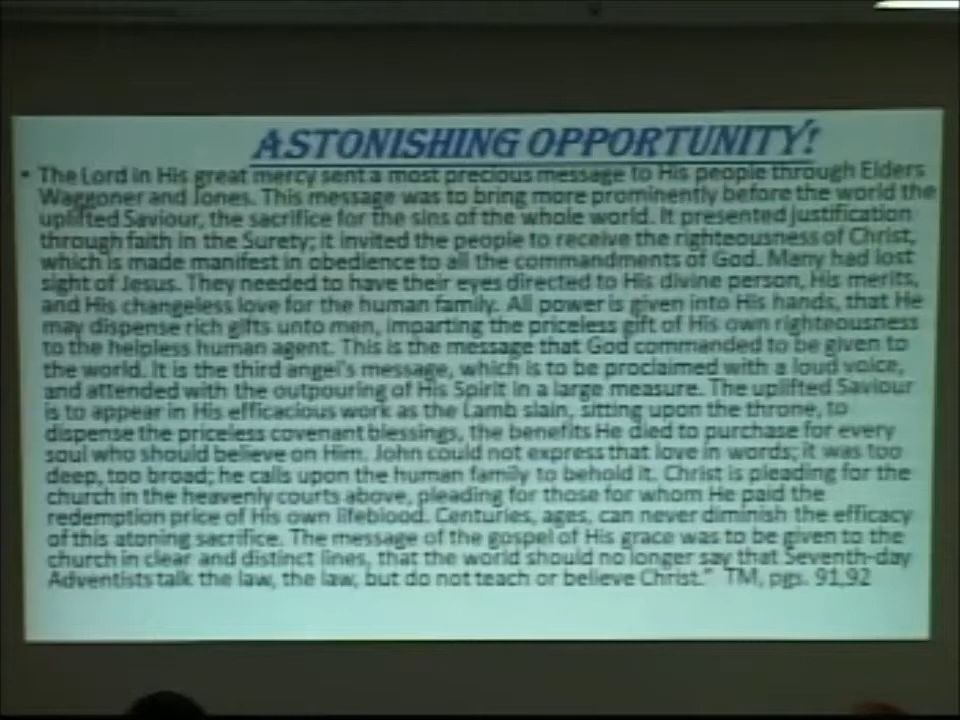 ASTONISHING OPPORTUNITY!
• The Lord in His great mercy sent a most precious message to His people through Elders
Waggoner and Jones. This message was to bring more prominently before the world the
uplifted Saviour, the sacrifice for the sins of the whole world. It presented justification
through faith in the Surety; it invited the people to receive the righteousness of Christ,
which is made manifest in obedience to all the commandments of God. Many had lost
sight of Jesus. They needed to have their eyes directed to His divine person, His merits,
and His changeless love for the human family. All power is given into His hands, that He
may dispense rich gifts unto men, imparting the priceless gift of His own righteousness
to the helpless human agent. This is the message that God commanded to be given to
the world. It is the third angel's message, which is to be proclaimed with a loud voice,
and attended with the outpouring of His Spirit in a large measure. The uplifted Saviour
is to appear in His efficacious work as the Lamb slain, sitting upon the throne, to
dispense the priceless covenant blessings, the benefits He died to purchase for every
soul who should believe on Him. John could not express that love in words; it was too
deep, too broad; he calls upon the human family to behold it. Christ is pleading for the
church in the heavenly courts above, pleading for those for whom He paid the
redemption price of His own lifeblood. Centuries, ages, can never diminish the efficacy
of this atoning sacrifice. The message of the gospel of His grace was to be given to the
church in clear and distinct lines, that the world should no longer say that Seventh-day
Adventists talk the law, the law, but do not teach or believe Christ." TM, pgs. 91,92